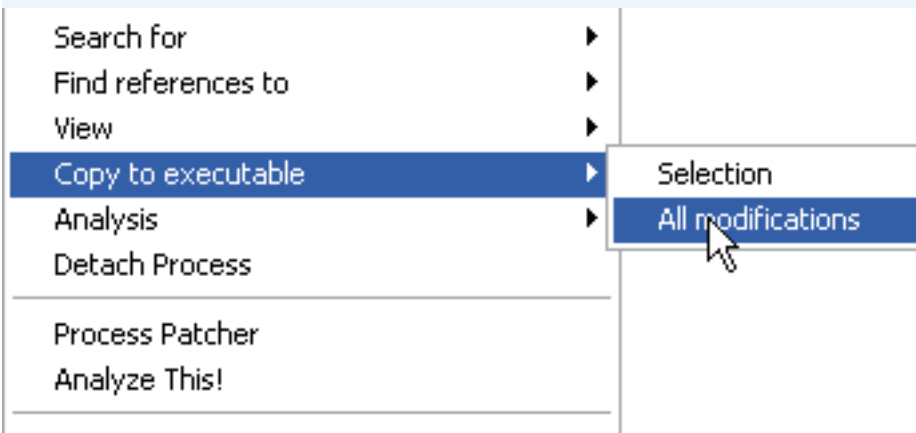 Search for
Find references to
View
Copy to executable
Selection
Analysis
All modifications
Detach Process
Process Patcher
Analyze This!